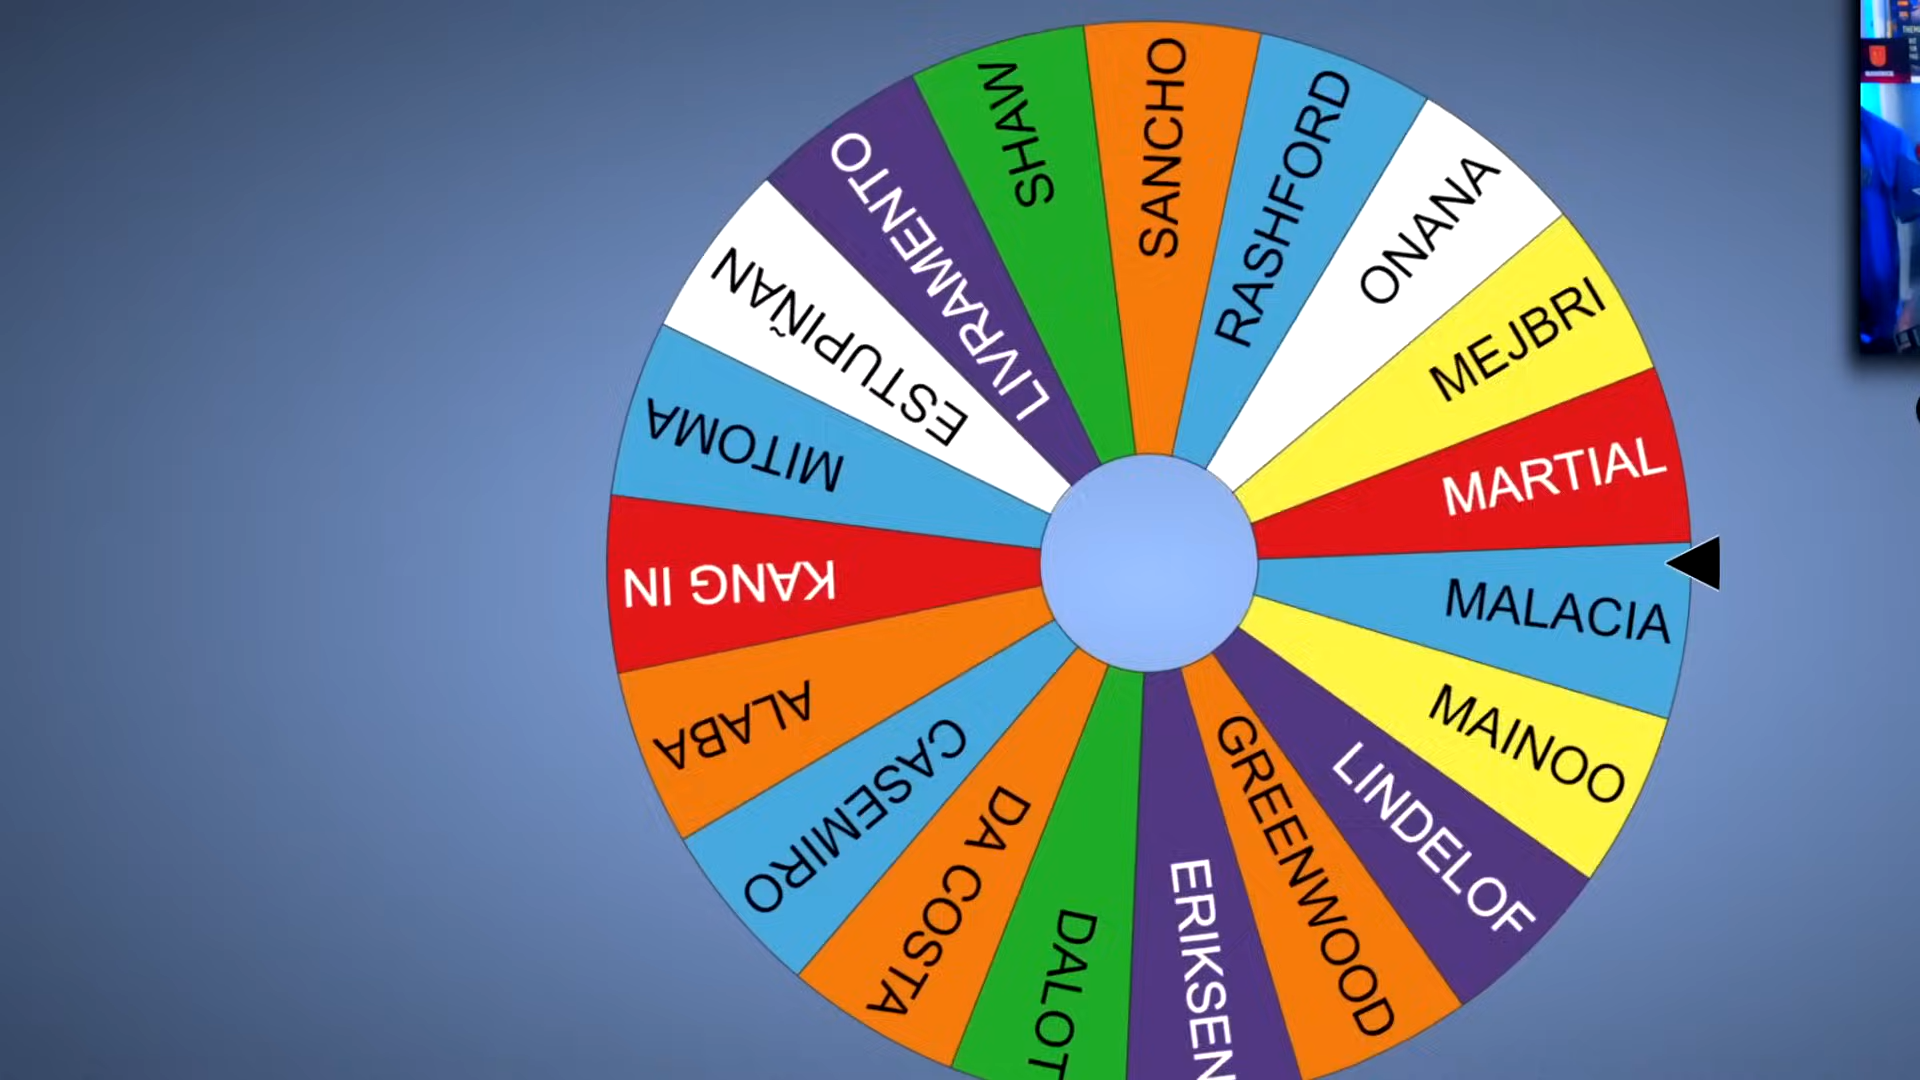 SHAW
SANCHO
RASHFORD
ONANA
MEJBRI
MARTIAL
MALACIA
MAINOO
LINDELOF
GREENWOOD
ERIKSEN
DALOT
DA COSTA
CASEMIRO
ALABA
KANG IN
MITOMA
ESTUPIÑAN
LIVRAMENTO